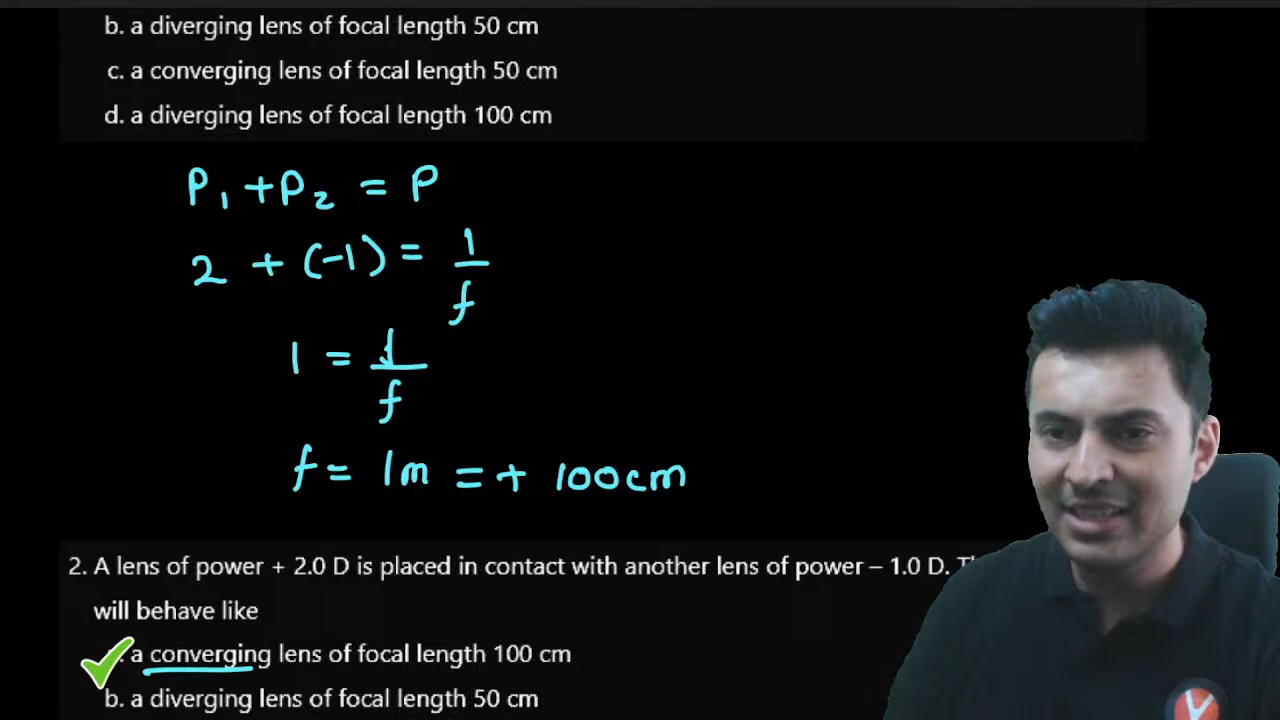 b. a diverging lens of focal length 50 cm
c. a converging lens of focal length 50 cm
d. a diverging lens of focal length 100 cm
P₁ + P₂ = P
2 + (-1) = 1/f
1 = 1/f
f = 1m = + 100cm
2. A lens of power + 2.0 D is placed in contact with another lens of power – 1.0 D.
will behave like
a converging lens of focal length 100 cm
b. a diverging lens of focal length 50 cm